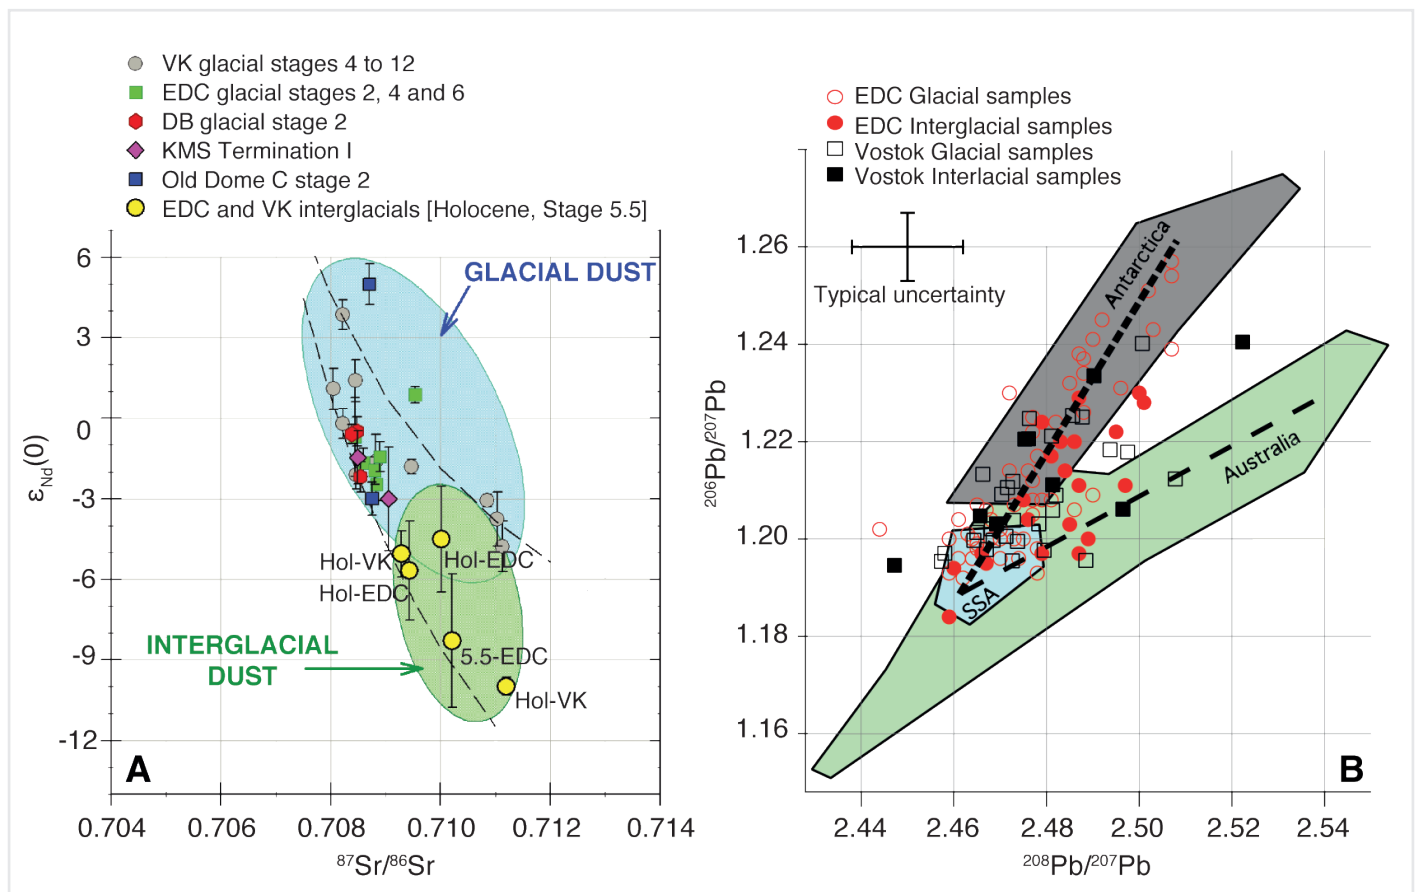 VK glacial stages 4 to 12
EDC glacial stages 2, 4 and 6
DB glacial stage 2
KMS Termination I
Old Dome C stage 2
EDC and VK interglacials [Holocene, Stage 5.5]
6
3
0
-3
-6
-9
-12
εNd(0)
GLACIAL DUST
Hol-VK
Hol-EDC
Hol-EDC
INTERGLACIAL
DUST
5.5-EDC
Hol-VK
A
0.704
0.706
0.708
0.710
0.712
0.714
87Sr/86Sr
EDC Glacial samples
EDC Interglacial samples
Vostok Glacial samples
Vostok Interlacial samples
1.26
1.24
1.22
1.20
1.18
1.16
206Pb/207Pb
Typical uncertainty
Antarctica
Australia
SSA
B
2.44
2.46
2.48
2.50
2.52
2.54
208Pb/207Pb